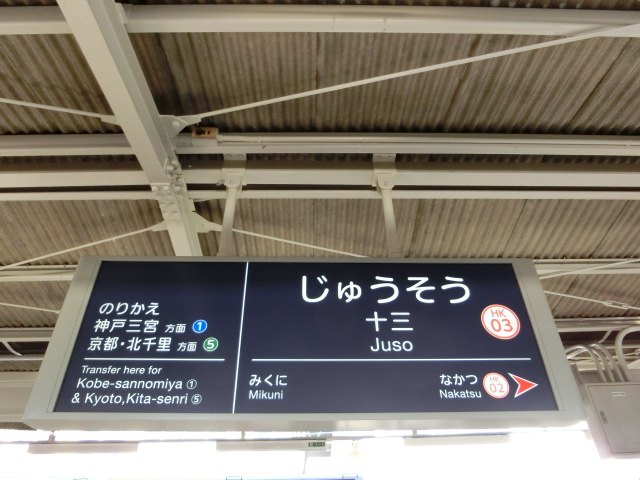 のりかえ
神戸三宮 方面 1
京都・北千里 方面 5
Transfer here for
Kobe-sannomiya ①
& Kyoto,Kita-senri ⑤
じゅうそう
十三
Juso
HK
03
みくに
Mikuni
なかつ
Nakatsu
HK
02